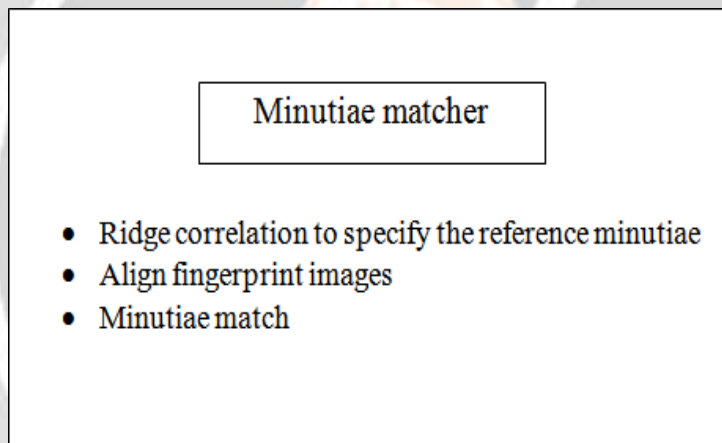 Minutiae matcher
• Ridge correlation to specify the reference minutiae
• Align fingerprint images
• Minutiae match